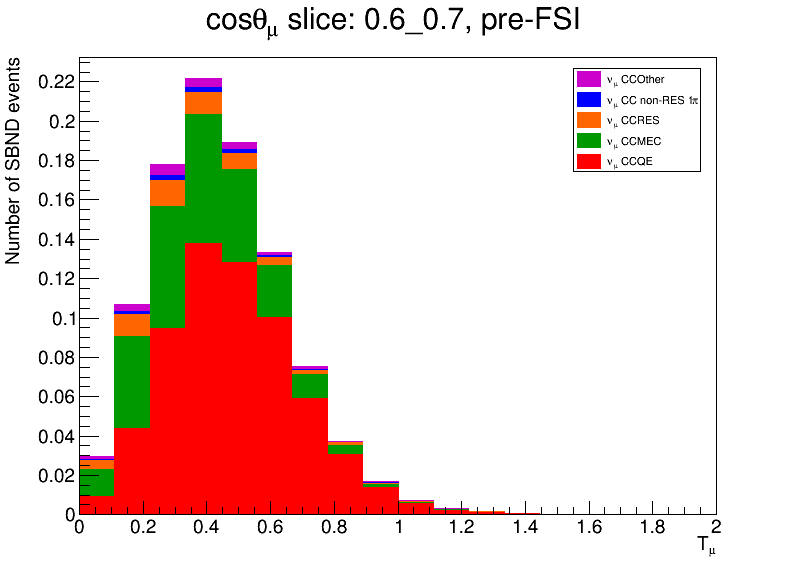 cosθμ slice: 0.6_0.7, pre-FSI
Number of SBND events
0.22
0.2
0.18
0.16
0.14
0.12
0.1
0.08
0.06
0.04
0.02
0
νμ CCOther
νμ CC non-RES 1π
νμ CCRES
νμ CCMEC
νμ CCQE
0 0.2 0.4 0.6 0.8 1 1.2 1.4 1.6 1.8 2
Tμ